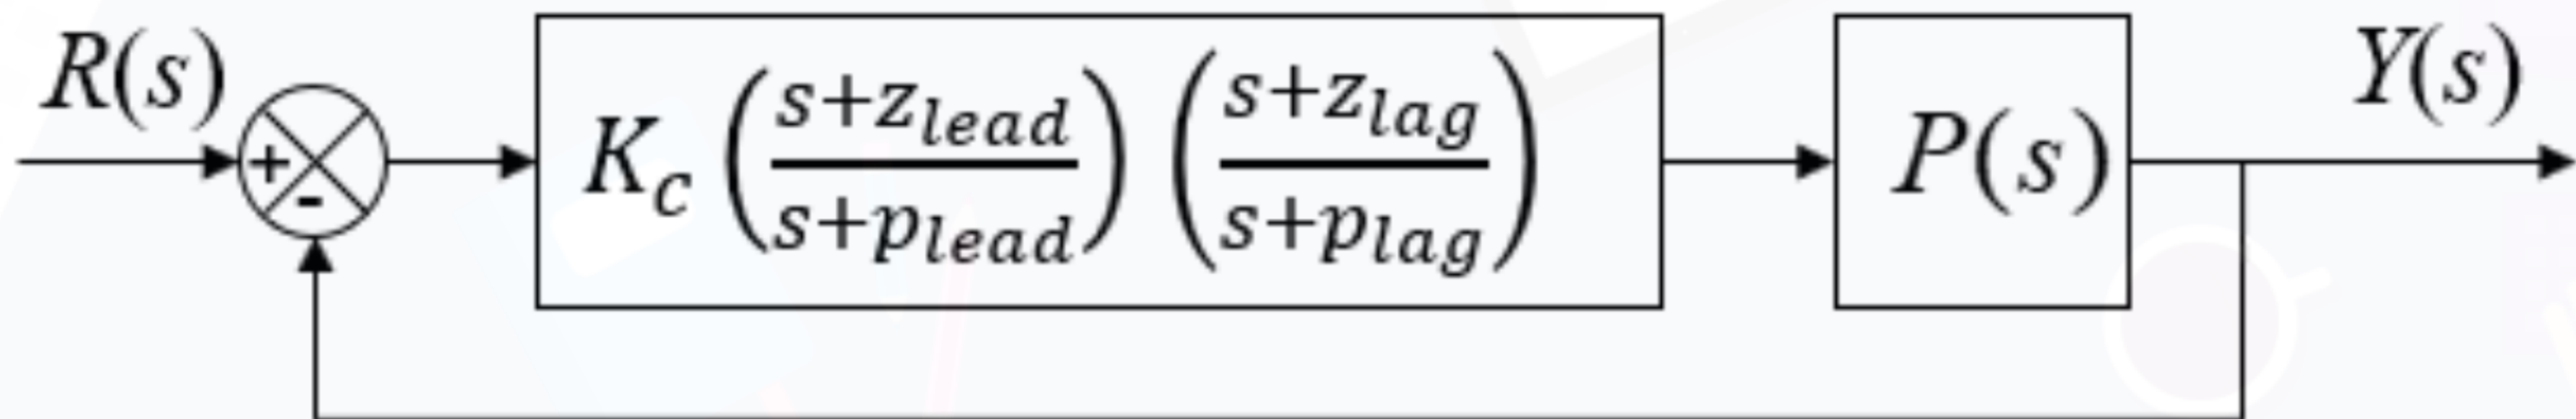 R(s)
+
-
K_c (s+z_lead / s+p_lead) (s+z_lag / s+p_lag)
P(s)
Y(s)